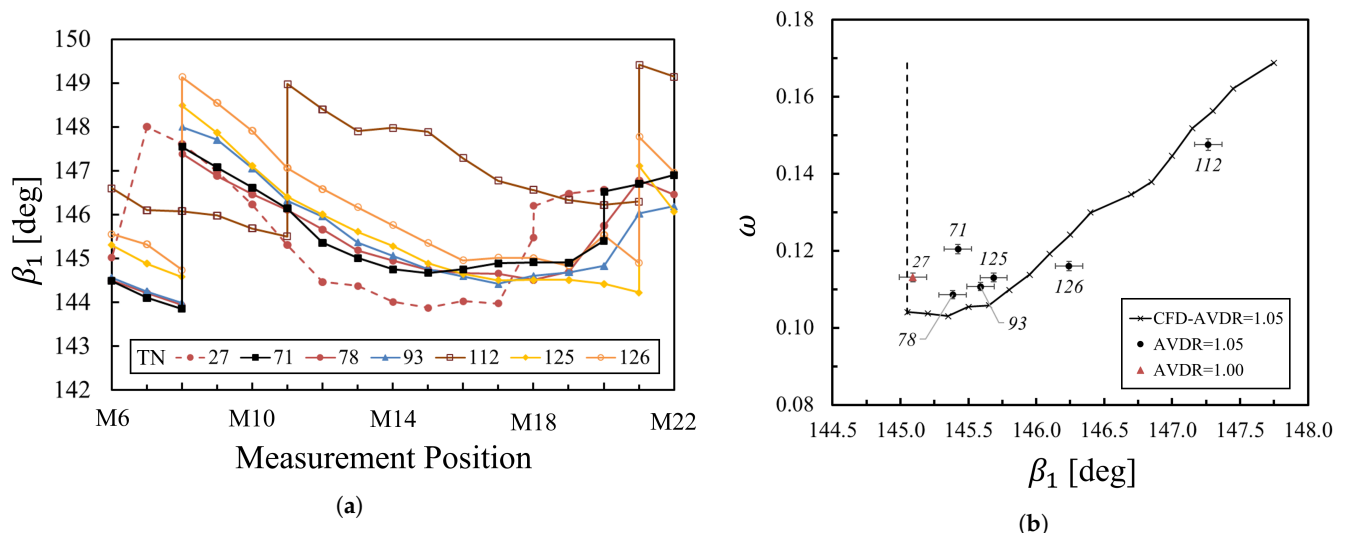 150
149
148
147
146
145
144
143
142
β₁ [deg]
TN 27 71 78 93 112 125 126
M6 M10 M14 M18 M22
Measurement Position
(a)
0.18
0.16
0.14
0.12
0.10
0.08
ω
112
71
27
125
126
78
93
CFD-AVDR=1.05
AVDR=1.05
AVDR=1.00
144.5 145.0 145.5 146.0 146.5 147.0 147.5 148.0
β₁ [deg]
(b)